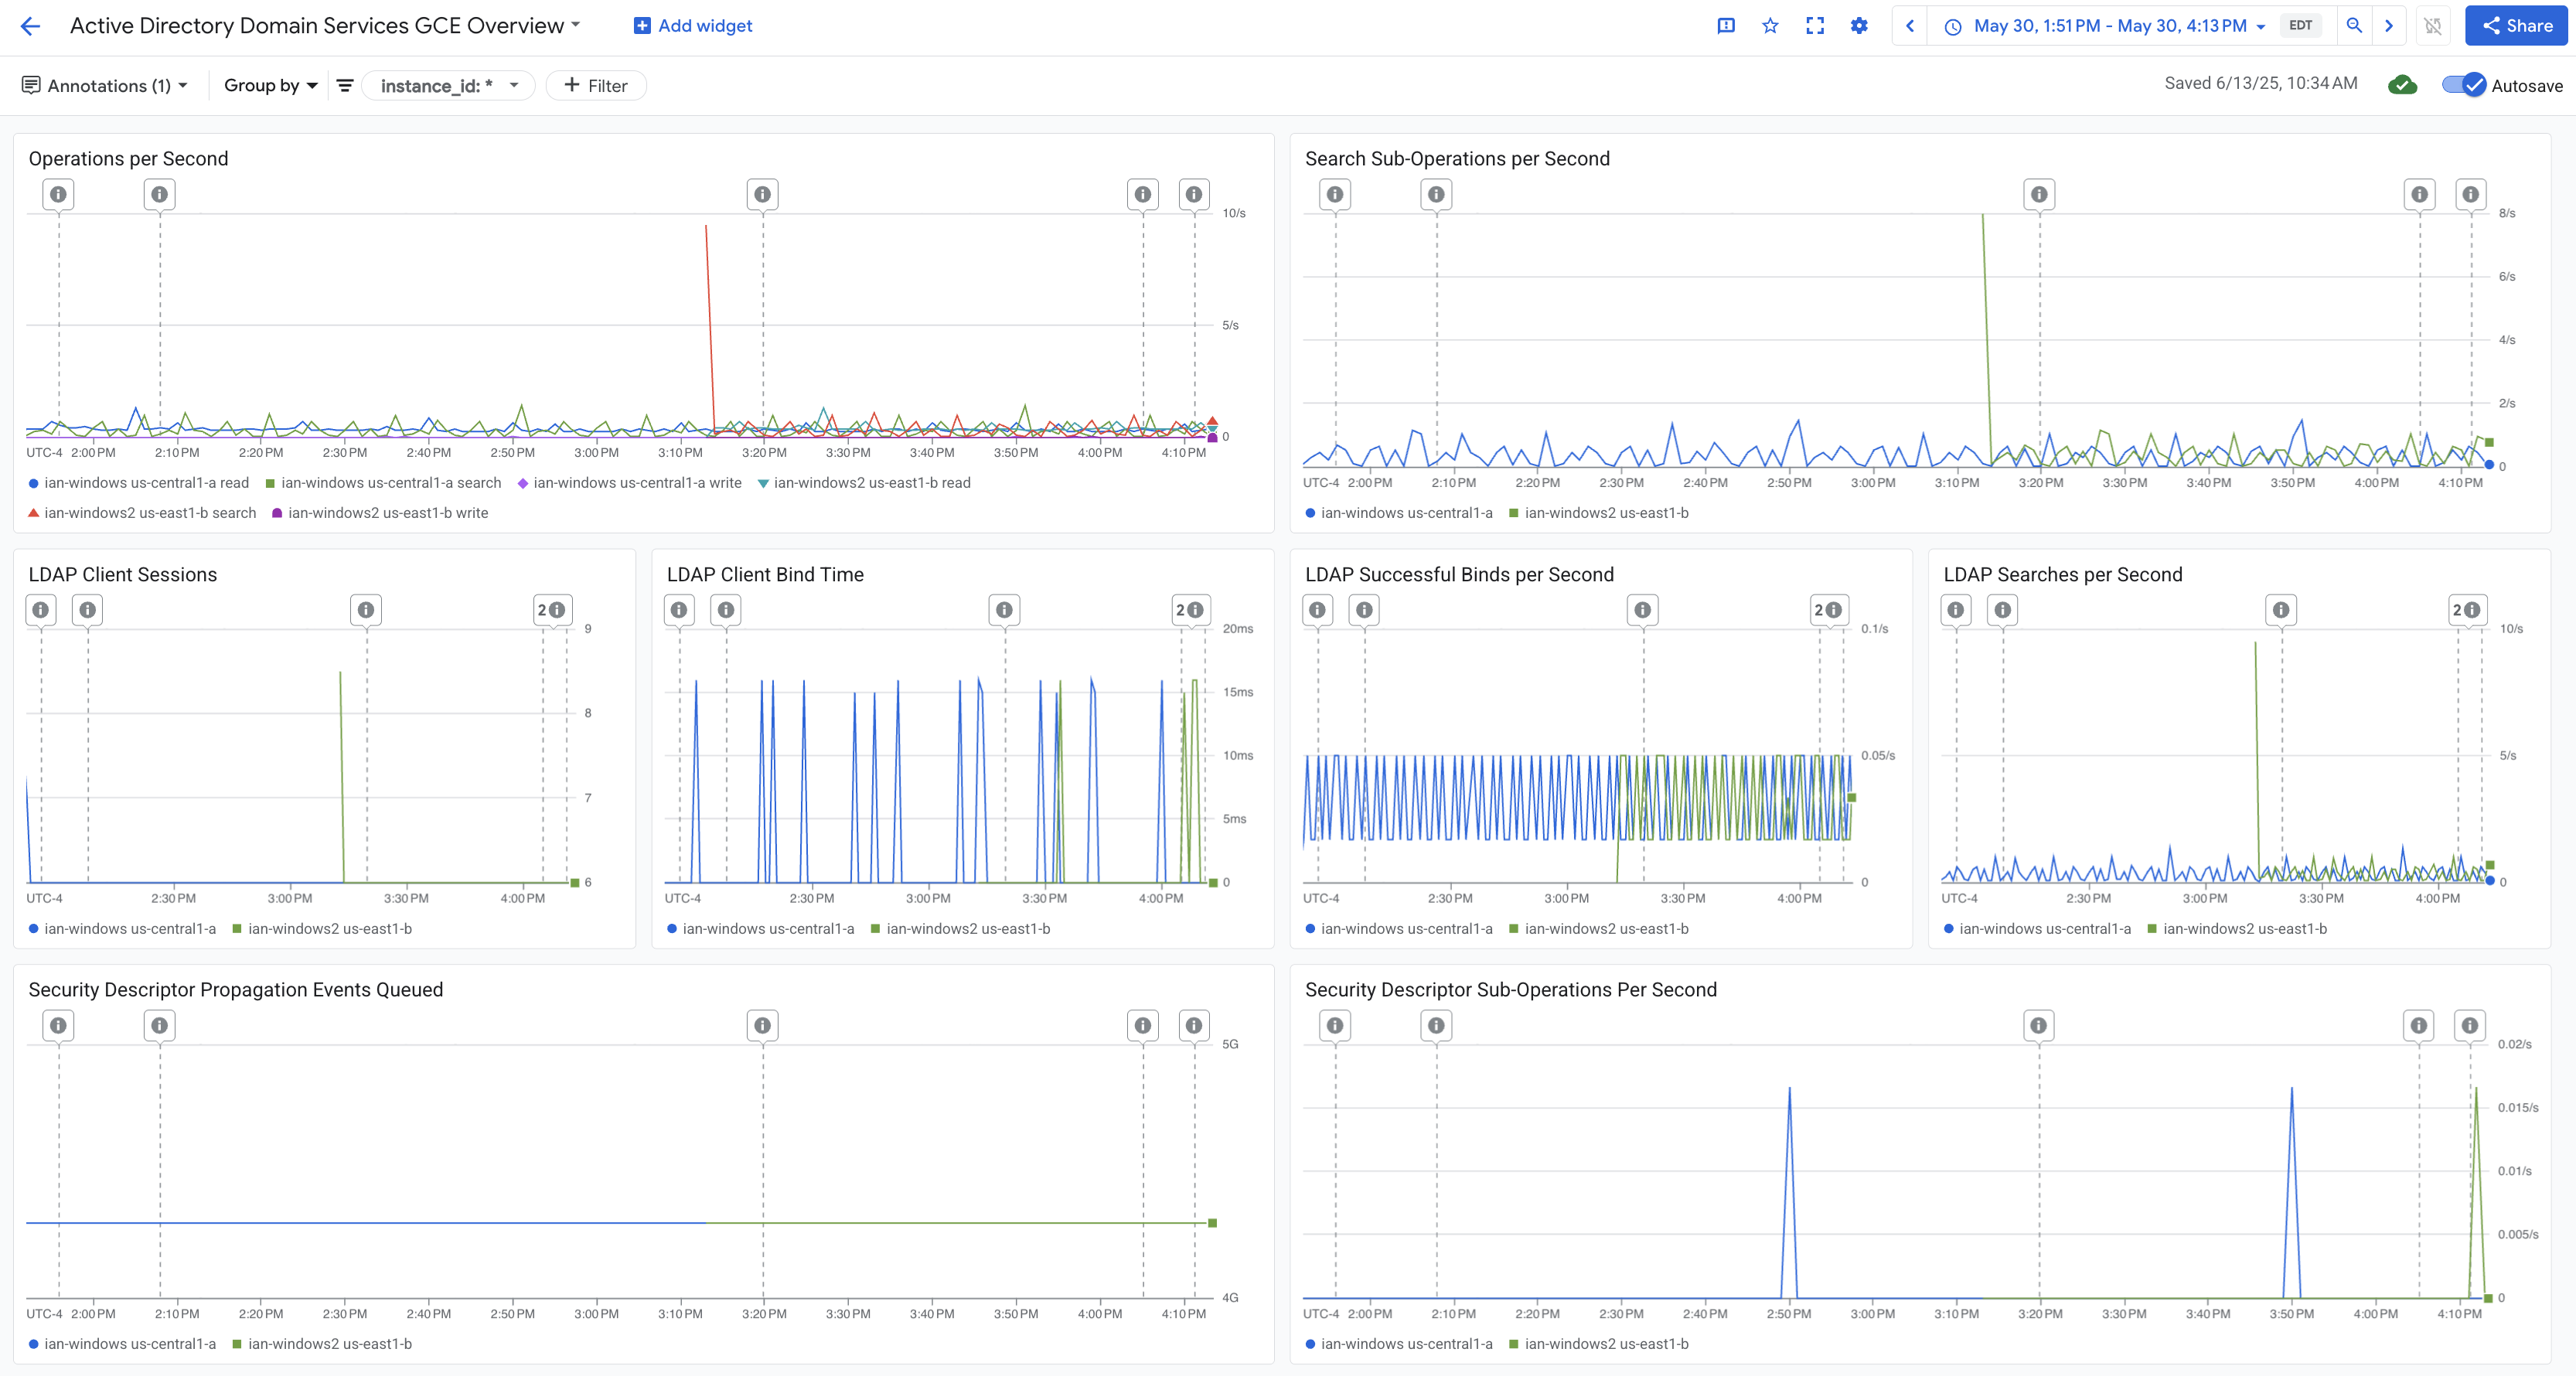 Active Directory Domain Services GCE Overview
Add widget
May 30, 1:51 PM - May 30, 4:13 PM
EDT
Share
Annotations (1)
Group by
instance_id: *
Filter
Saved 6/13/25, 10:34 AM
Autosave
Operations per Second
10/s
5/s
0
UTC-4 2:00 PM 2:10 PM 2:20 PM 2:30 PM 2:40 PM 2:50 PM 3:00 PM 3:10 PM 3:20 PM 3:30 PM 3:40 PM 3:50 PM 4:00 PM 4:10 PM
ian-windows us-central1-a read ian-windows us-central1-a search ian-windows us-central1-a write ian-windows2 us-east1-b read
ian-windows2 us-east1-b search ian-windows2 us-east1-b write
Search Sub-Operations per Second
8/s
6/s
4/s
2/s
0
UTC-4 2:00 PM 2:10 PM 2:20 PM 2:30 PM 2:40 PM 2:50 PM 3:00 PM 3:10 PM 3:20 PM 3:30 PM 3:40 PM 3:50 PM 4:00 PM 4:10 PM
ian-windows us-central1-a ian-windows2 us-east1-b
LDAP Client Sessions
2
9
8
7
6
UTC-4 2:30 PM 3:00 PM 3:30 PM 4:00 PM
ian-windows us-central1-a ian-windows2 us-east1-b
LDAP Client Bind Time
2
20ms
15ms
10ms
5ms
0
UTC-4 2:30 PM 3:00 PM 3:30 PM 4:00 PM
ian-windows us-central1-a ian-windows2 us-east1-b
LDAP Successful Binds per Second
2
0.1/s
0.05/s
0
UTC-4 2:30 PM 3:00 PM 3:30 PM 4:00 PM
ian-windows us-central1-a ian-windows2 us-east1-b
LDAP Searches per Second
2
10/s
5/s
0
UTC-4 2:30 PM 3:00 PM 3:30 PM 4:00 PM
ian-windows us-central1-a ian-windows2 us-east1-b
Security Descriptor Propagation Events Queued
5G
4G
UTC-4 2:00 PM 2:10 PM 2:20 PM 2:30 PM 2:40 PM 2:50 PM 3:00 PM 3:10 PM 3:20 PM 3:30 PM 3:40 PM 3:50 PM 4:00 PM 4:10 PM
ian-windows us-central1-a ian-windows2 us-east1-b
Security Descriptor Sub-Operations Per Second
0.02/s
0.015/s
0.01/s
0.005/s
0
UTC-4 2:00 PM 2:10 PM 2:20 PM 2:30 PM 2:40 PM 2:50 PM 3:00 PM 3:10 PM 3:20 PM 3:30 PM 3:40 PM 3:50 PM 4:00 PM 4:10 PM
ian-windows us-central1-a ian-windows2 us-east1-b